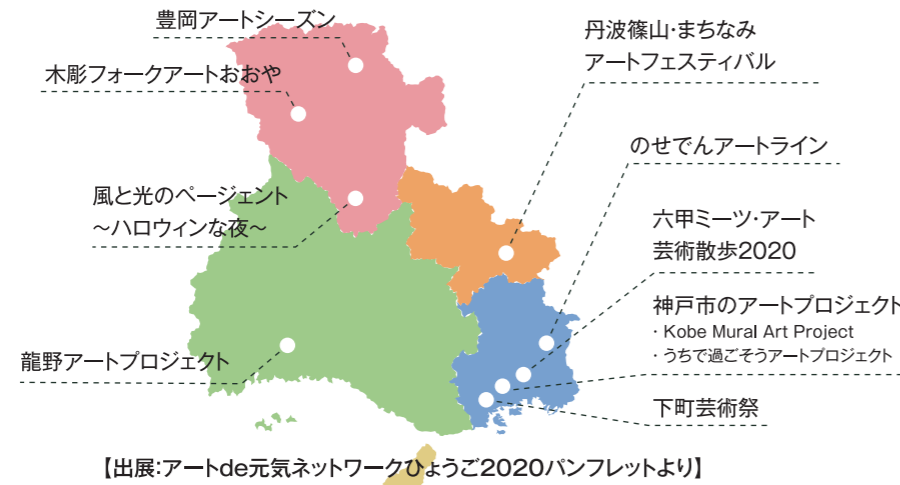 豊岡アートシーズン
木彫フォークアートおおや
風と光のページェント
～ハロウィンな夜～
龍野アートプロジェクト
丹波篠山・まちなみ
アートフェスティバル
のせでんアートライン
六甲ミーツ・アート
芸術散歩2020
神戸市のアートプロジェクト
・Kobe Mural Art Project
・うちで過ごそうアートプロジェクト
下町芸術祭
【出展：アートde元気ネットワークひょうご2020パンフレットより】